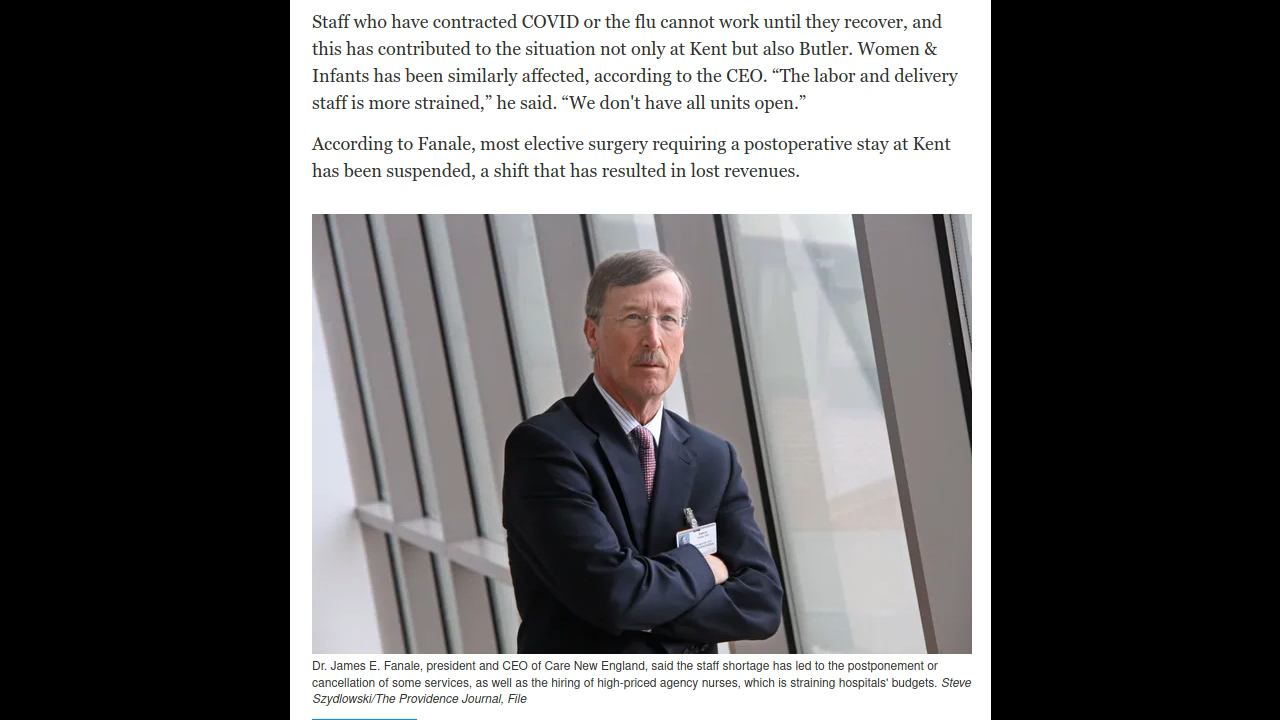 Staff who have contracted COVID or the flu cannot work until they recover, and
this has contributed to the situation not only at Kent but also Butler. Women &
Infants has been similarly affected, according to the CEO. “The labor and delivery
staff is more strained,” he said. “We don't have all units open.”
According to Fanale, most elective surgery requiring a postoperative stay at Kent
has been suspended, a shift that has resulted in lost revenues.
Dr. James E. Fanale, president and CEO of Care New England, said the staff shortage has led to the postponement or
cancellation of some services, as well as the hiring of high-priced agency nurses, which is straining hospitals' budgets. Steve
Szydlowski/The Providence Journal, File